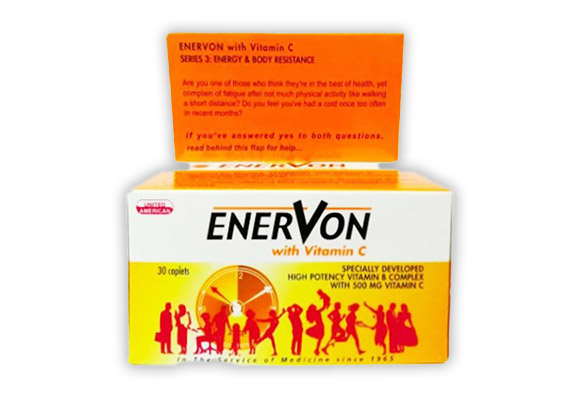 ENERVON with Vitamin C
SERIES 3: ENERGY & BODY RESISTANCE
Are you one of those who think they're in the best of health, yet
complain of fatigue after not much physical activity like walking
a short distance? Do you feel you've had a cold once too often
in recent months?
If you've answered yes to both questions,
read behind this flap for help...
ENERVON
UNITED
AMERICAN
ENERVON
with Vitamin C
30 caplets
SPECIALLY DEVELOPED
HIGH POTENCY VITAMIN B COMPLEX
WITH 500 MG VITAMIN C
In The Service of Medicine since 1965